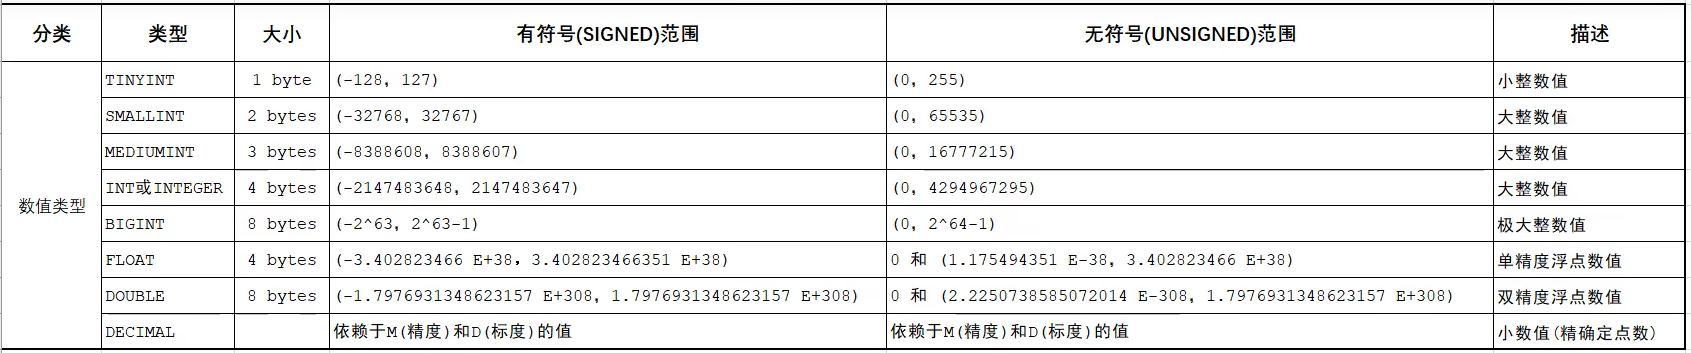 分类 类型 大小 有符号(SIGNED)范围 无符号(UNSIGNED)范围 描述
数值类型
TINYINT 1 byte (-128, 127) (0, 255) 小整数值
SMALLINT 2 bytes (-32768, 32767) (0, 65535) 大整数值
MEDIUMINT 3 bytes (-8388608, 8388607) (0, 16777215) 大整数值
INT或INTEGER 4 bytes (-2147483648, 2147483647) (0, 4294967295) 大整数值
BIGINT 8 bytes (-2^63, 2^63-1) (0, 2^64-1) 极大整数值
FLOAT 4 bytes (-3.402823466 E+38, 3.402823466351 E+38) 0 和 (1.175494351 E-38, 3.402823466 E+38) 单精度浮点数值
DOUBLE 8 bytes (-1.7976931348623157 E+308, 1.7976931348623157 E+308) 0 和 (2.2250738585072014 E-308, 1.7976931348623157 E+308) 双精度浮点数值
DECIMAL 依赖于M(精度)和D(标度)的值 依赖于M(精度)和D(标度)的值 小数值(精确定点数)